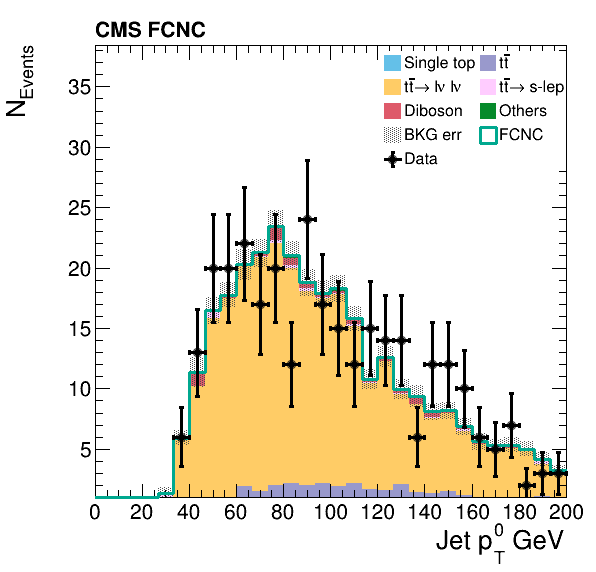 CMS FCNC
N_Events
35
30
25
20
15
10
5
Single top
tt̅
tt̅→ lν lν
tt̅→ s-lep
Diboson
Others
BKG err
FCNC
Data
0 20 40 60 80 100 120 140 160 180 200
Jet p_T^0 GeV